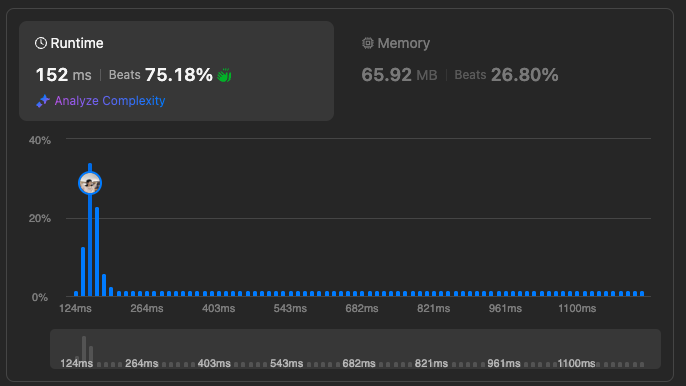 Runtime
152 ms | Beats 75.18%
Analyze Complexity
Memory
65.92 MB | Beats 26.80%
40%
20%
0%
124ms 264ms 403ms 543ms 682ms 821ms 961ms 1100ms
124ms 264ms 403ms 543ms 682ms 821ms 961ms 1100ms